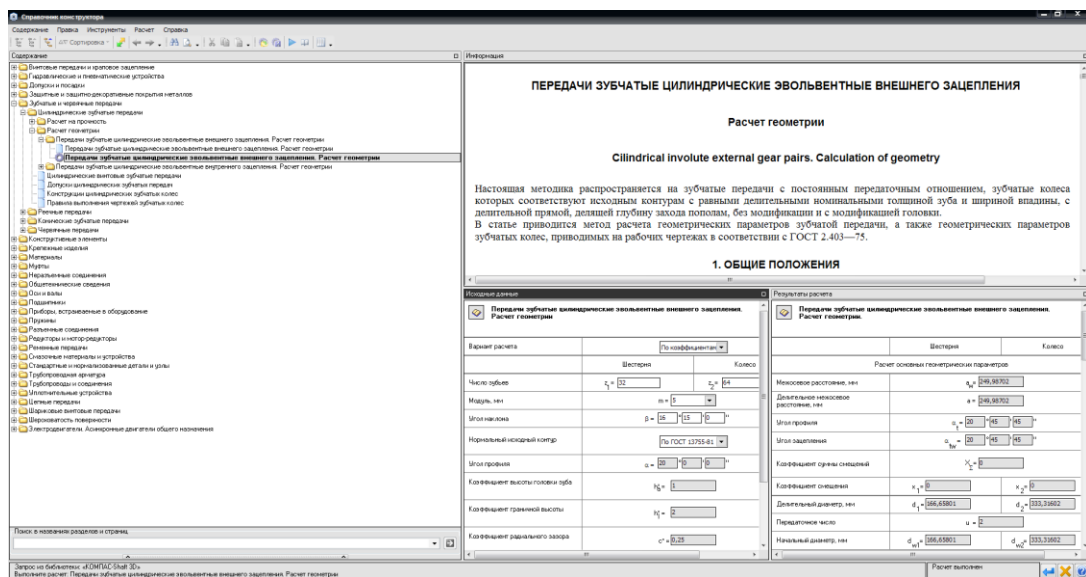 Справочник конструктора
Содержание Правка Инструменты Расчет Справка
Сортировка
Содержание
Винтовые передачи и храповое зацепление
Гидравлические и пневматические устройства
Допуски и посадки
Защитные и защитно-декоративные покрытия металлов
Зубчатые и червячные передачи
Цилиндрические зубчатые передачи
Расчет на прочность
Расчет геометрии
Передачи зубчатые цилиндрические эвольвентные внешнего зацепления. Расчет геометрии
Передачи зубчатые цилиндрические эвольвентные внешнего зацепления. Расчет геометрии
Передачи зубчатые цилиндрические эвольвентные внешнего зацепления. Расчет геометрии
Передачи зубчатые цилиндрические эвольвентные внутреннего зацепления. Расчет геометрии
Цилиндрические винтовые зубчатые передачи
Допуски цилиндрических зубчатых передач
Конструкции цилиндрических зубчатых колес
Правила выполнения чертежей зубчатых колес
Реечные передачи
Конические зубчатые передачи
Червячные передачи
Конструктивные элементы
Крепежные изделия
Материалы
Муфты
Неразъемные соединения
Общетехнические сведения
Оси и валы
Подшипники
Приборы, встраиваемые в оборудование
Пружины
Разъемные соединения
Редукторы и мотор-редукторы
Ременные передачи
Смазочные материалы и устройства
Стандартные и нормализованные детали и узлы
Трубопроводная арматура
Трубопроводы и соединения
Уплотнительные устройства
Цепные передачи
Шариковые винтовые передачи
Шероховатость поверхности
Электродвигатели. Асинхронные двигатели общего назначения
Поиск в названиях разделов и страниц
Информация
ПЕРЕДАЧИ ЗУБЧАТЫЕ ЦИЛИНДРИЧЕСКИЕ ЭВОЛЬВЕНТНЫЕ ВНЕШНЕГО ЗАЦЕПЛЕНИЯ
Расчет геометрии
Cilindrical involute external gear pairs. Calculation of geometry
Настоящая методика распространяется на зубчатые передачи с постоянным передаточным отношением, зубчатые колеса
которых соответствуют исходным контурам с равными делительными номинальными толщиной зуба и шириной впадины, с
делительной прямой, делящей глубину захода пополам, без модификации и с модификацией головки.
В статье приводится метод расчета геометрических параметров зубчатой передачи, а также геометрических параметров
зубчатых колес, приводимых на рабочих чертежах в соответствии с ГОСТ 2.403—75.
1. ОБЩИЕ ПОЛОЖЕНИЯ
Исходные данные
Передачи зубчатые цилиндрические эвольвентные внешнего зацепления.
Расчет геометрии
Вариант расчета По коэффициентам
Шестерня Колесо
Число зубьев z1= 32 z2= 64
Модуль, мм m = 5
Угол наклона β = 16 ° 15 ' 0 "
Нормальный исходный контур По ГОСТ 13755-81
Угол профиля α = 20 ° 0 ' 0 "
Коэффициент высоты головки зуба h*a= 1
Коэффициент граничной высоты h*l= 2
Коэффициент радиального зазора c* = 0,25
Результаты расчета
Передачи зубчатые цилиндрические эвольвентные внешнего зацепления.
Расчет геометрии.
Шестерня Колесо
Расчет основных геометрических параметров
Межосевое расстояние, мм aw= 249,98702
Делительное межосевое
расстояние, мм a = 249,98702
Угол профиля αt = 20 ° 45 ' 45 "
Угол зацепления αtw = 20 ° 45 ' 45 "
Коэффициент суммы смещений XΣ = 0
Коэффициент смещения x1= 0 x2= 0
Делительный диаметр, мм d1= 166,65801 d2= 333,31602
Передаточное число u = 2
Начальный диаметр, мм dw1= 166,65801 dw2= 333,31602
Запрос из библиотеки: «КОМПАС-Shaft 3D»
Выполните расчет: Передачи зубчатые цилиндрические эвольвентные внешнего зацепления. Расчет геометрии
Расчет выполнен